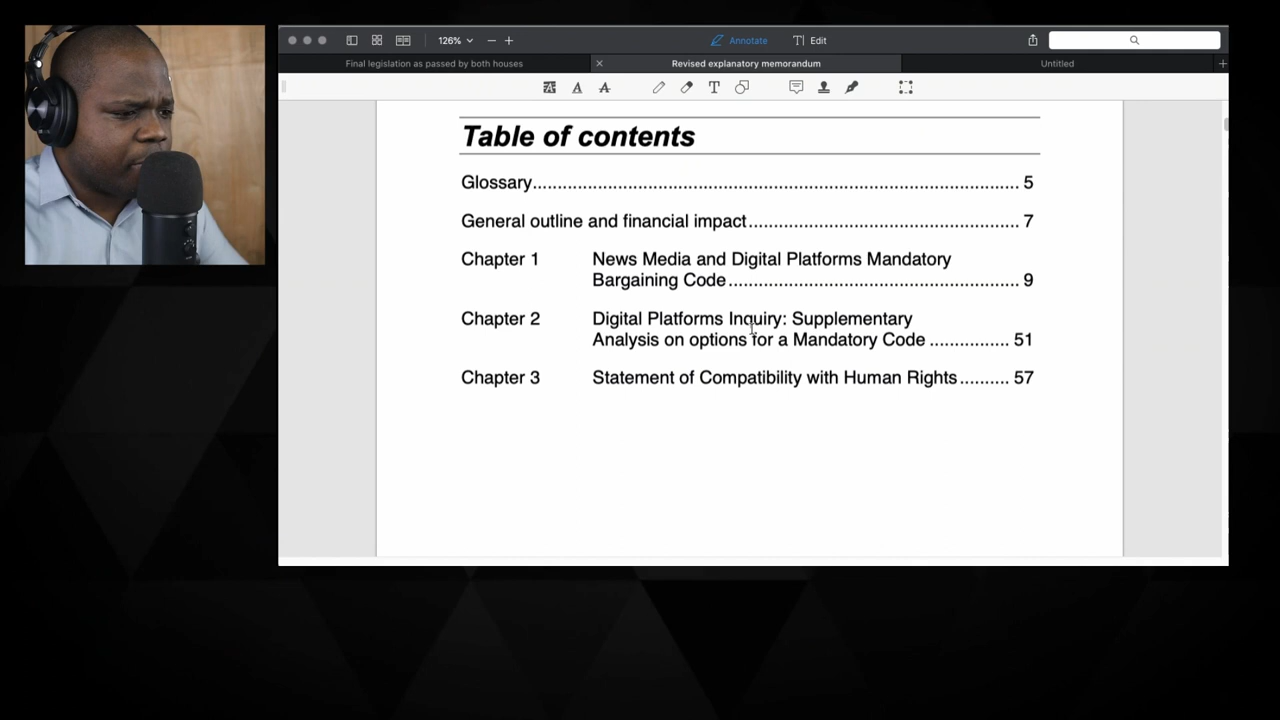 126%
Annotate
T Edit
Final legislation as passed by both houses
Revised explanatory memorandum
Untitled
A A A T
Table of contents
Glossary.................................................................................................... 5
General outline and financial impact........................................................ 7
Chapter 1 News Media and Digital Platforms Mandatory
Bargaining Code............................................................ 9
Chapter 2 Digital Platforms Inquiry: Supplementary
Analysis on options for a Mandatory Code ................ 51
Chapter 3 Statement of Compatibility with Human Rights.......... 57